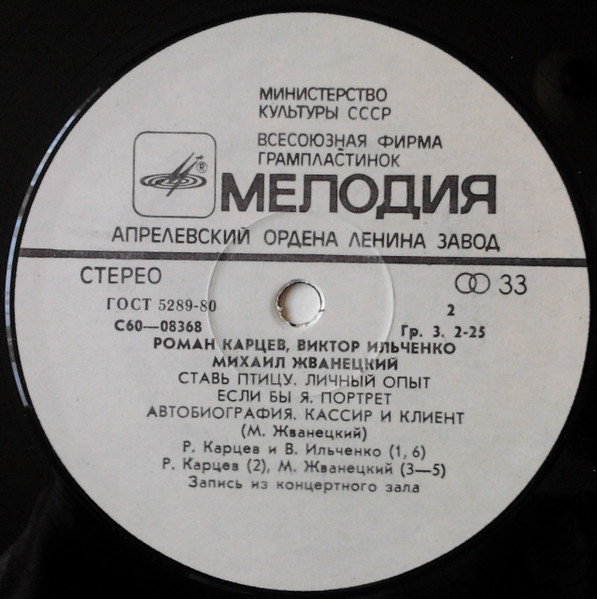 МИНИСТЕРСТВО
КУЛЬТУРЫ СССР
ВСЕСОЮЗНАЯ ФИРМА
ГРАМПЛАСТИНОК
®
МЕЛОДИЯ
АПРЕЛЕВСКИЙ ОРДЕНА ЛЕНИНА ЗАВОД
СТЕРЕО 33
ГОСТ 5289-80 2
С60—08368 Гр. 3. 2-25
РОМАН КАРЦЕВ, ВИКТОР ИЛЬЧЕНКО
МИХАИЛ ЖВАНЕЦКИЙ
СТАВЬ ПТИЦУ. ЛИЧНЫЙ ОПЫТ
ЕСЛИ БЫ Я. ПОРТРЕТ
АВТОБИОГРАФИЯ. КАССИР И КЛИЕНТ
(М. Жванецкий)
Р. Карцев и В. Ильченко (1, 6)
Р. Карцев (2), М. Жванецкий (3—5)
Запись из концертного зала